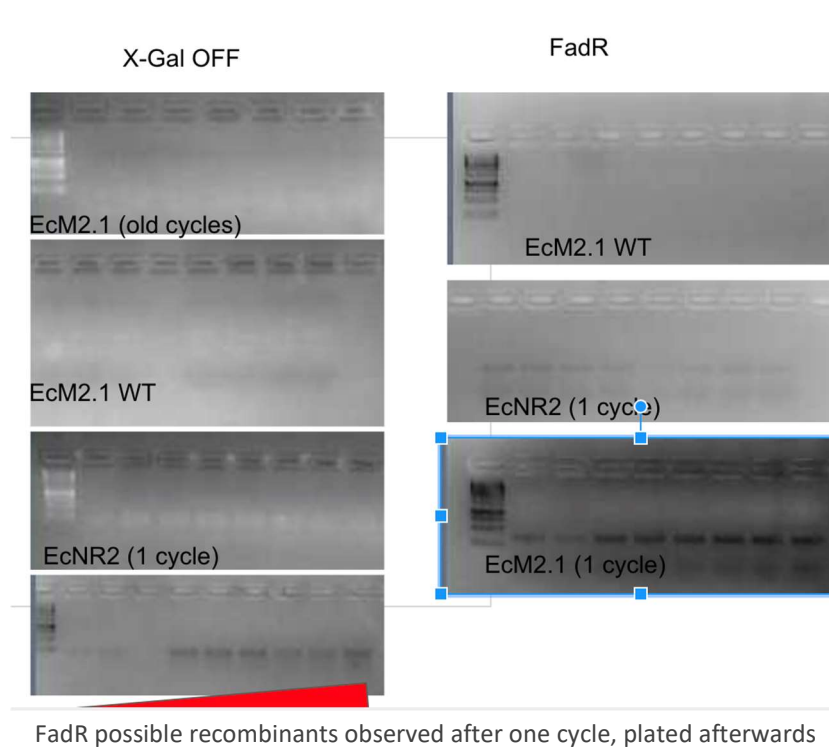 X-Gal OFF
EcM2.1 (old cycles)
EcM2.1 WT
EcNR2 (1 cycle)
FadR
EcM2.1 WT
EcNR2 (1 cycle)
EcM2.1 (1 cycle)
FadR possible recombinants observed after one cycle, plated afterwards